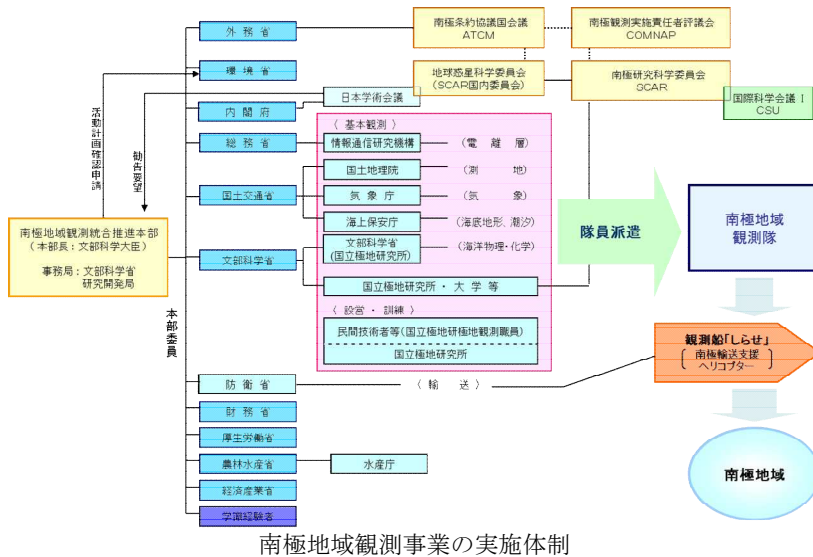 外務省
南極条約協議国会議
ATCM
南極観測実施責任者評議会
COMNAP
環境省
地球惑星科学委員会
(SCAR国内委員会)
南極研究科学委員会
SCAR
国際科学会議 I
CSU
内閣府
日本学術会議
活動計画確認申請
勧告要望
〈 基本観測 〉
総務省
情報通信研究機構
(電離層)
国土地理院
(測地)
国土交通省
気象庁
(気象)
海上保安庁
(海底地形、潮汐)
文部科学省
文部科学省
(国立極地研究所)
(海洋物理・化学)
国立極地研究所・大学等
南極地域観測統合推進本部
(本部長：文部科学大臣)
事務局：文部科学省
研究開発局
隊員派遣
南極地域
観測隊
〈 設営・訓練 〉
民間技術者等(国立極地研極地観測職員)
国立極地研究所
本部委員
観測船「しらせ」
南極輸送支援
ヘリコプター
防衛省
〈 輸送 〉
財務省
厚生労働省
農林水産省
水産庁
経済産業省
学識経験者
南極地域
南極地域観測事業の実施体制